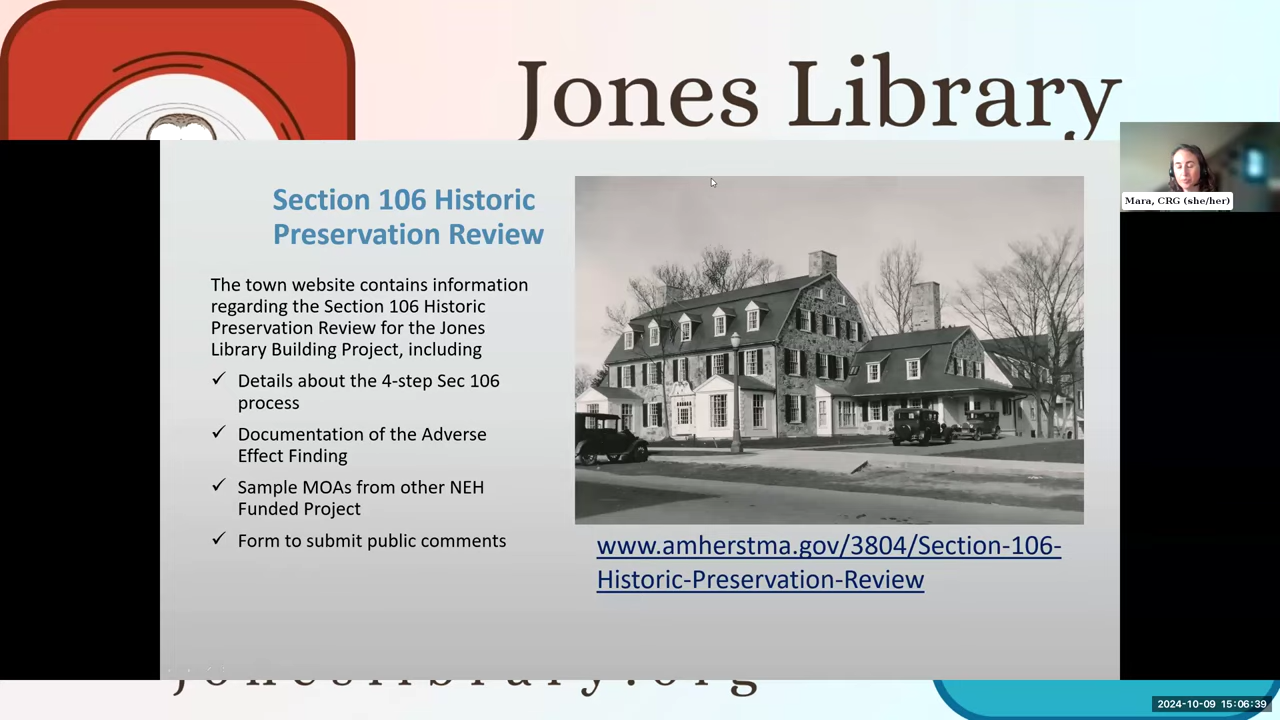 Jones Library
Section 106 Historic
Preservation Review
The town website contains information
regarding the Section 106 Historic
Preservation Review for the Jones
Library Building Project, including
✓ Details about the 4-step Sec 106
process
✓ Documentation of the Adverse
Effect Finding
✓ Sample MOAs from other NEH
Funded Project
✓ Form to submit public comments
www.amherstma.gov/3804/Section-106-
Historic-Preservation-Review
Mara, CRG (she/her)
joneslibrary.org
2024-10-09 15:06:39